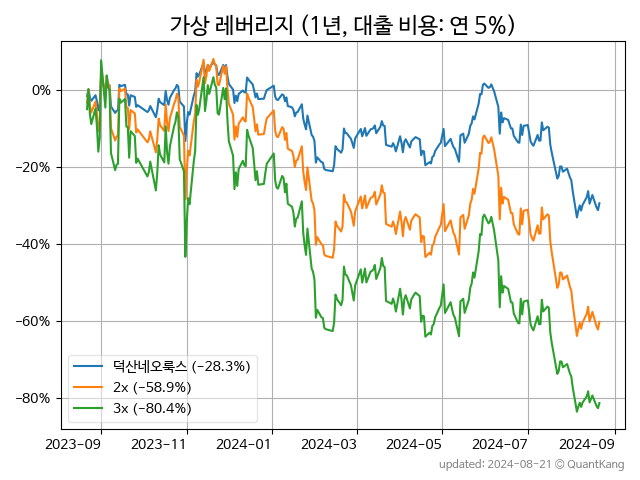 가상 레버리지 (1년, 대출 비용: 연 5%)
0%
−20%
−40%
−60%
−80%
덕산네오룩스 (−28.3%)
2x (−58.9%)
3x (−80.4%)
2023-09 2023-11 2024-01 2024-03 2024-05 2024-07 2024-09
updated: 2024-08-21 © QuantKang